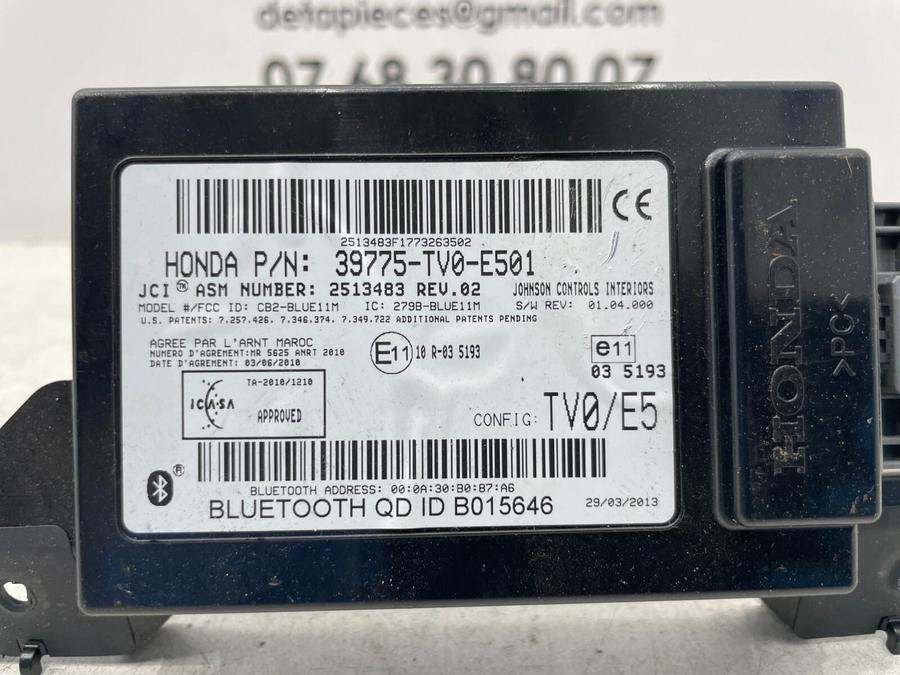 defapieces@gmail.com
07 68 30 80 07
2513483F1773263502
CE
HONDA P/N: 39775-TV0-E501
JCI™ ASM NUMBER: 2513483 REV.02 JOHNSON CONTROLS INTERIORS
MODEL #/FCC ID: CB2-BLUE11M IC: 279B-BLUE11M S/W REV: 01.04.000
U.S. PATENTS: 7.257.426. 7.346.374. 7.349.722 ADDITIONAL PATENTS PENDING
AGREE PAR L'ARNT MAROC
NUMERO D'AGREMENT:MR 5625 ANRT 2010
DATE D'AGREMENT: 03/06/2010
E11 10 R-03 5193
e11
03 5193
TA-2010/1210
ICASA
APPROVED
CONFIG: TV0/E5
®
BLUETOOTH ADDRESS: 00:0A:30:B0:87:A6
BLUETOOTH QD ID B015646
29/03/2013
HONDA
>PC<